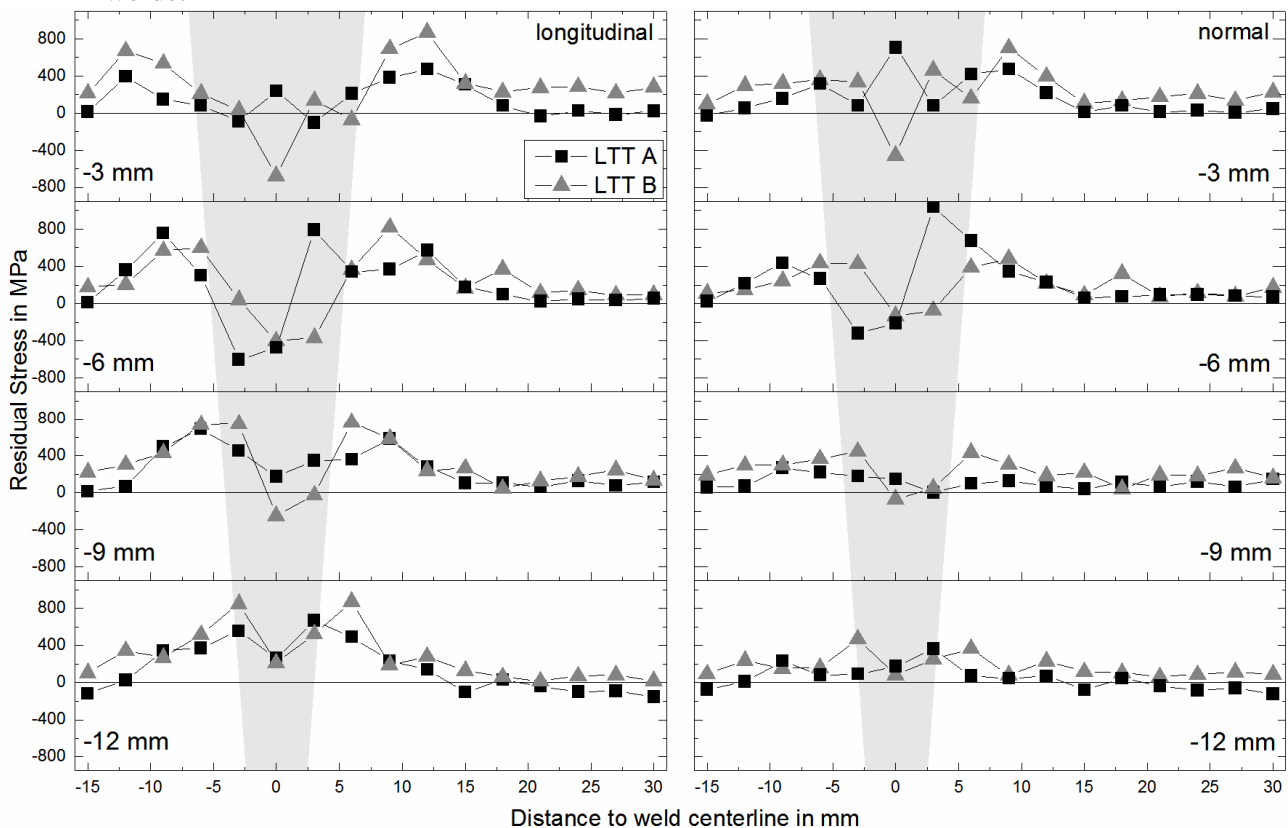 longitudinal
normal
800
400
0
-400
-800
-3 mm
LTT A
LTT B
-3 mm
800
400
0
-400
-800
-6 mm
-6 mm
Residual Stress in MPa
800
400
0
-400
-800
-9 mm
-9 mm
800
400
0
-400
-800
-12 mm
-12 mm
-15 -10 -5 0 5 10 15 20 25 30
-15 -10 -5 0 5 10 15 20 25 30
Distance to weld centerline in mm